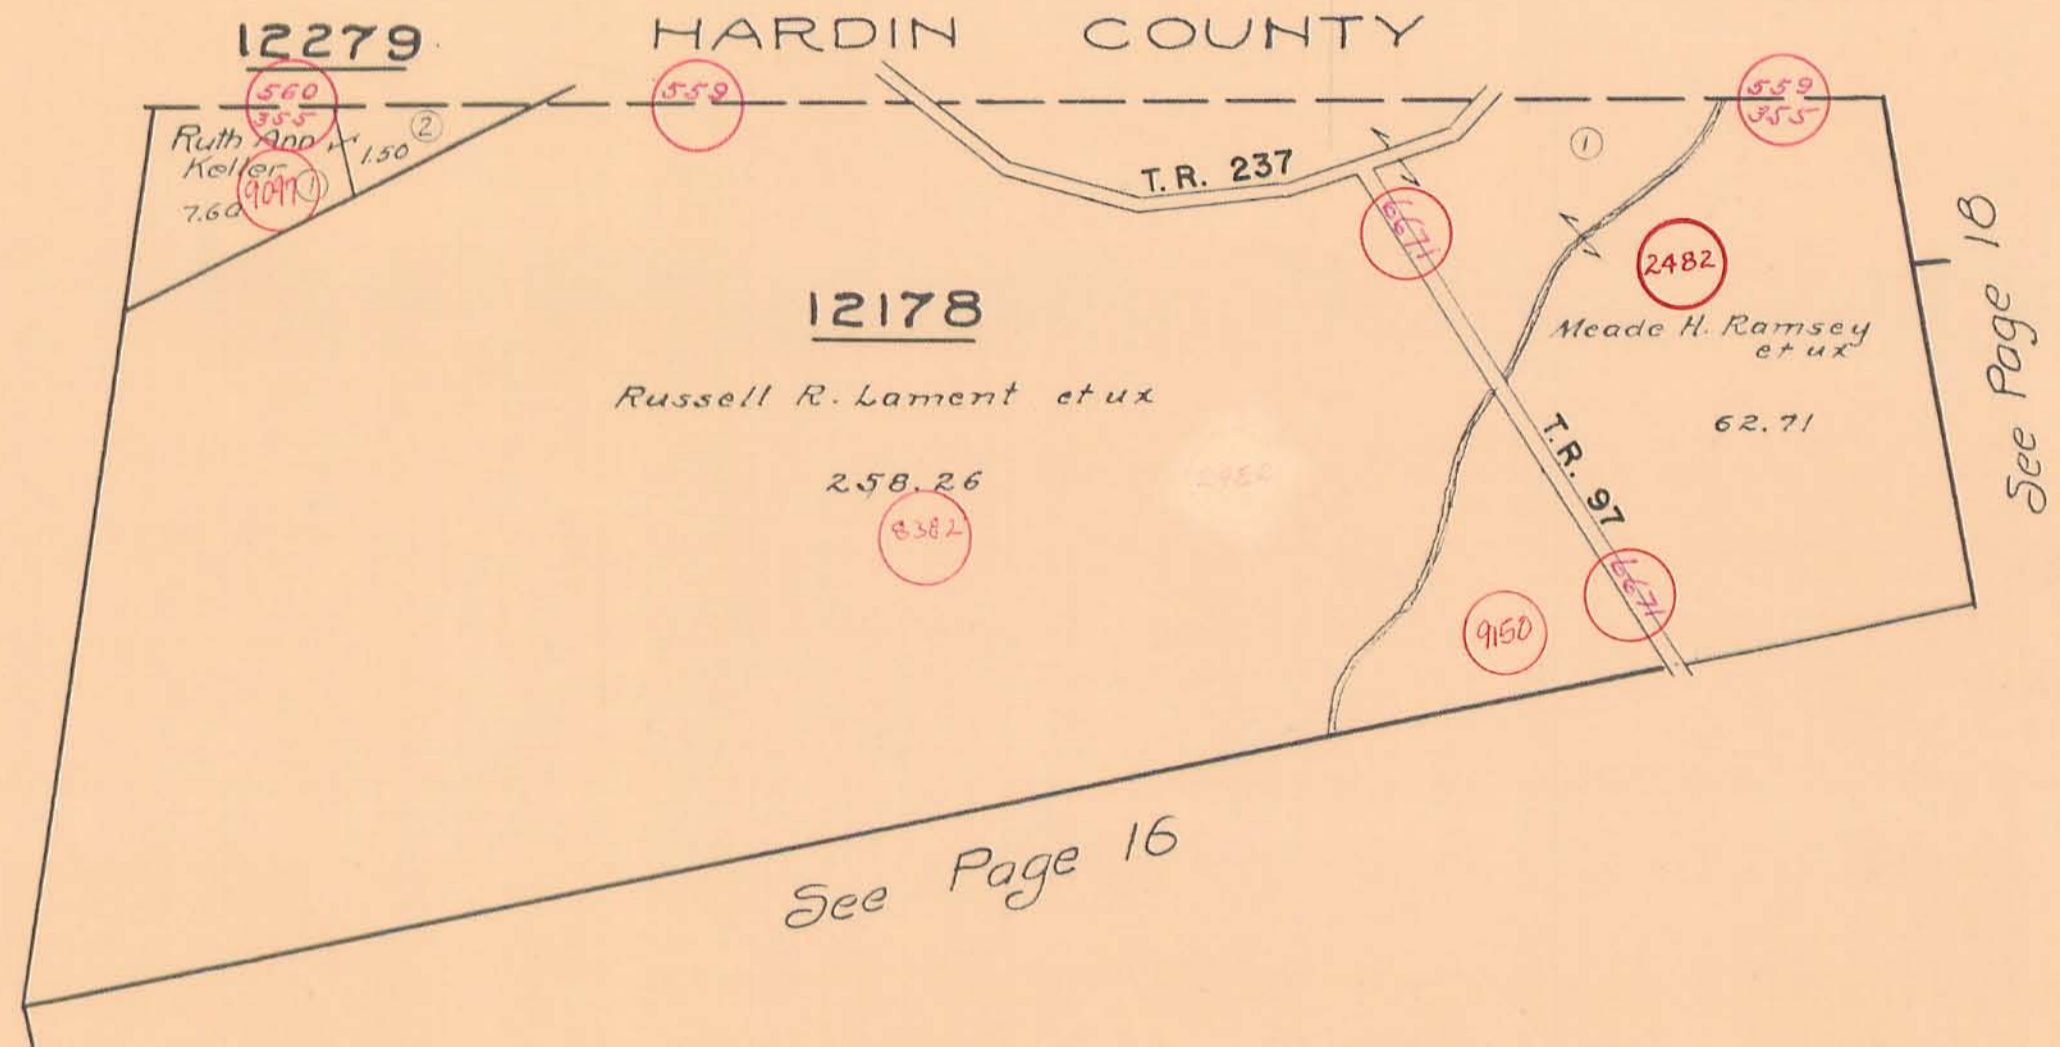 12279
HARDIN COUNTY
560
355
559
559
355
Ruth Ann
Keller
7.60
9097
①
1.50
②
T.R. 237
①
6671
2482
See Page 18
12178
Meade H. Ramsey
et ux
62.71
Russell R. Lament et ux
258.26
2482
8382
T.R. 97
6671
9150
See Page 16